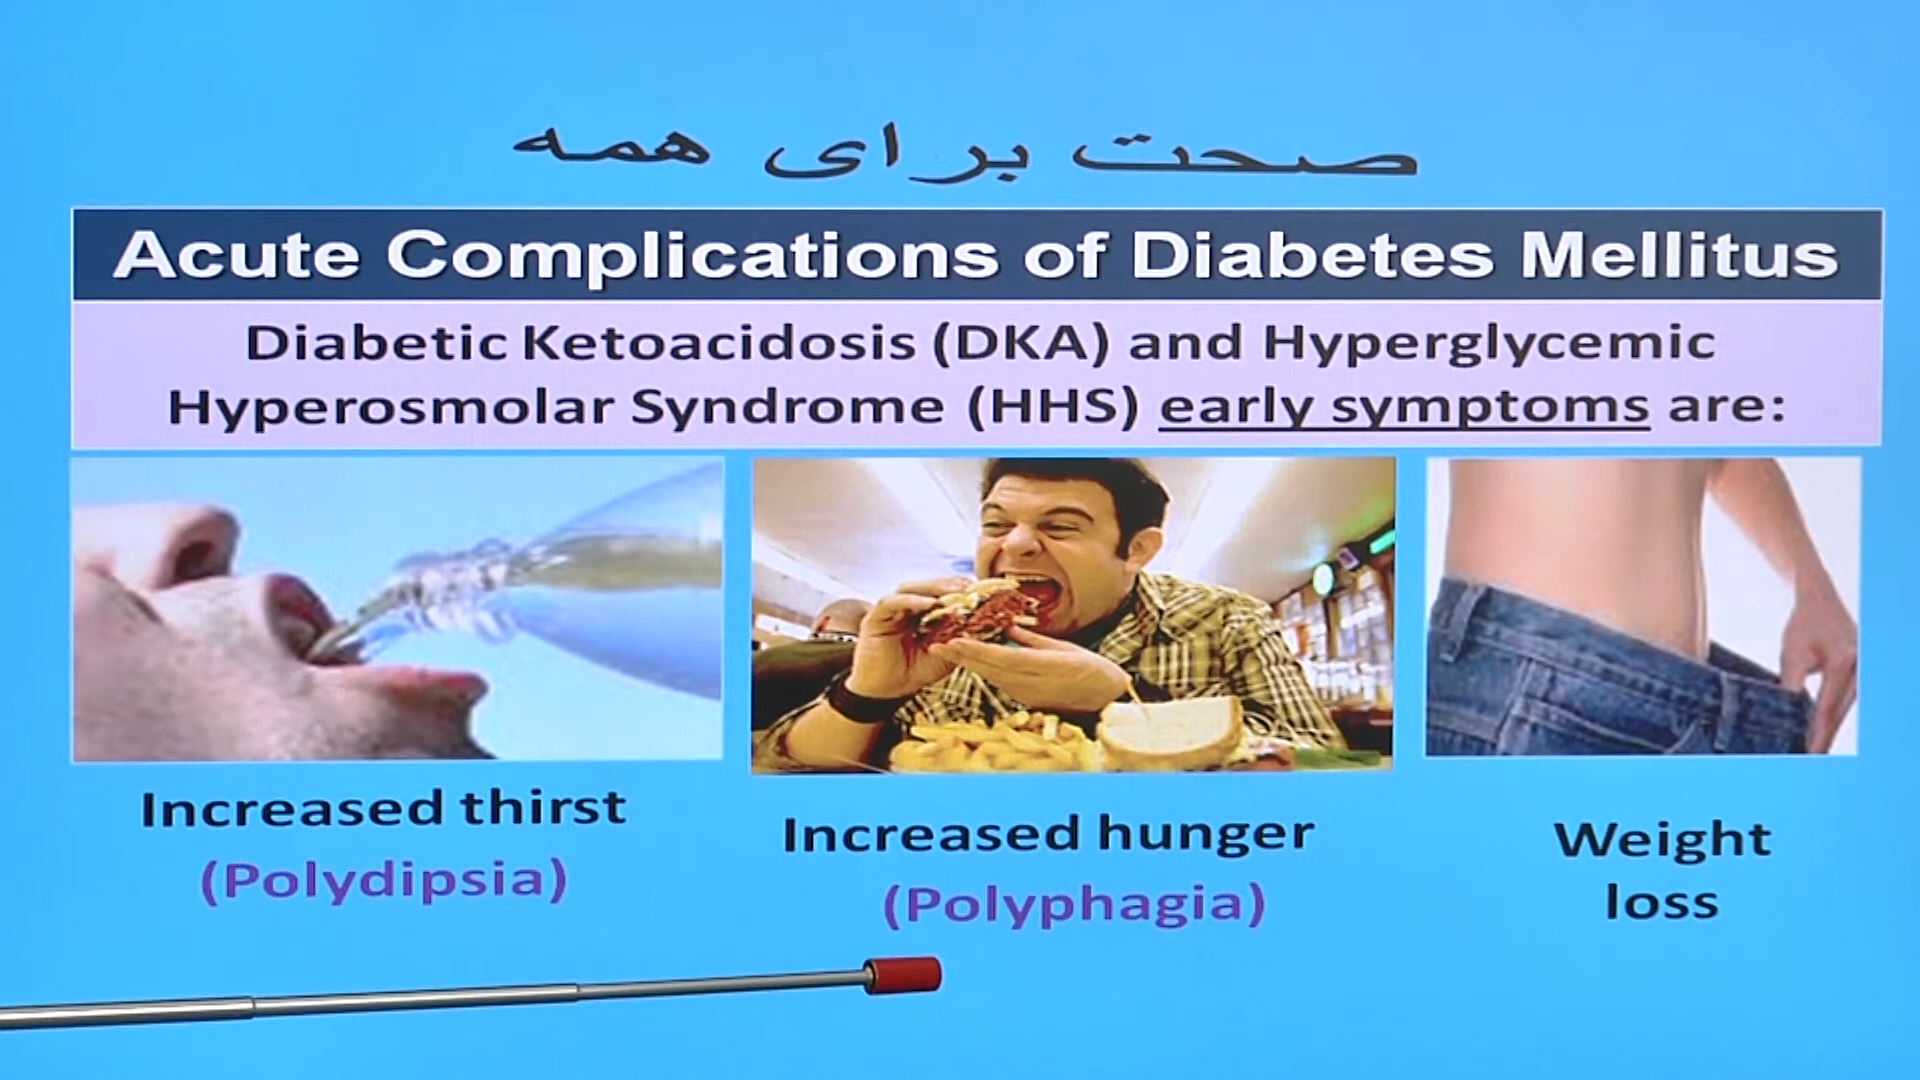 صحت برای همه
Acute Complications of Diabetes Mellitus
Diabetic Ketoacidosis (DKA) and Hyperglycemic
Hyperosmolar Syndrome (HHS) early symptoms are:
Increased thirst
(Polydipsia)
Increased hunger
(Polyphagia)
Weight
loss